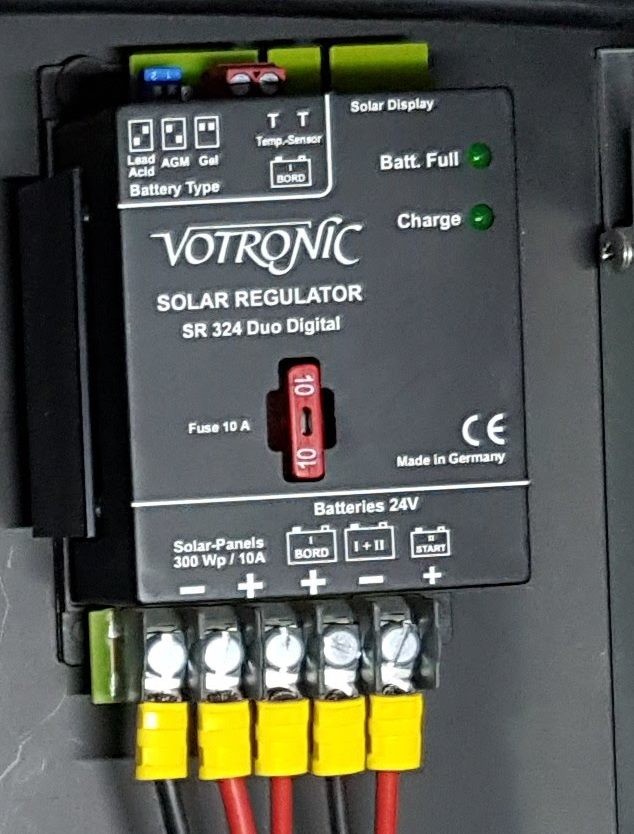 1 2
T T
Solar Display
Temp.-Sensor
Lead
Acid
AGM
Gel
I
BORD
Battery Type
Batt. Full
Charge
VOTRONIC
SOLAR REGULATOR
SR 324 Duo Digital
10
Fuse 10 A
10
CE
Made in Germany
Batteries 24V
Solar-Panels
300 Wp / 10A
I
BORD
I + II
II
START
− + + − +